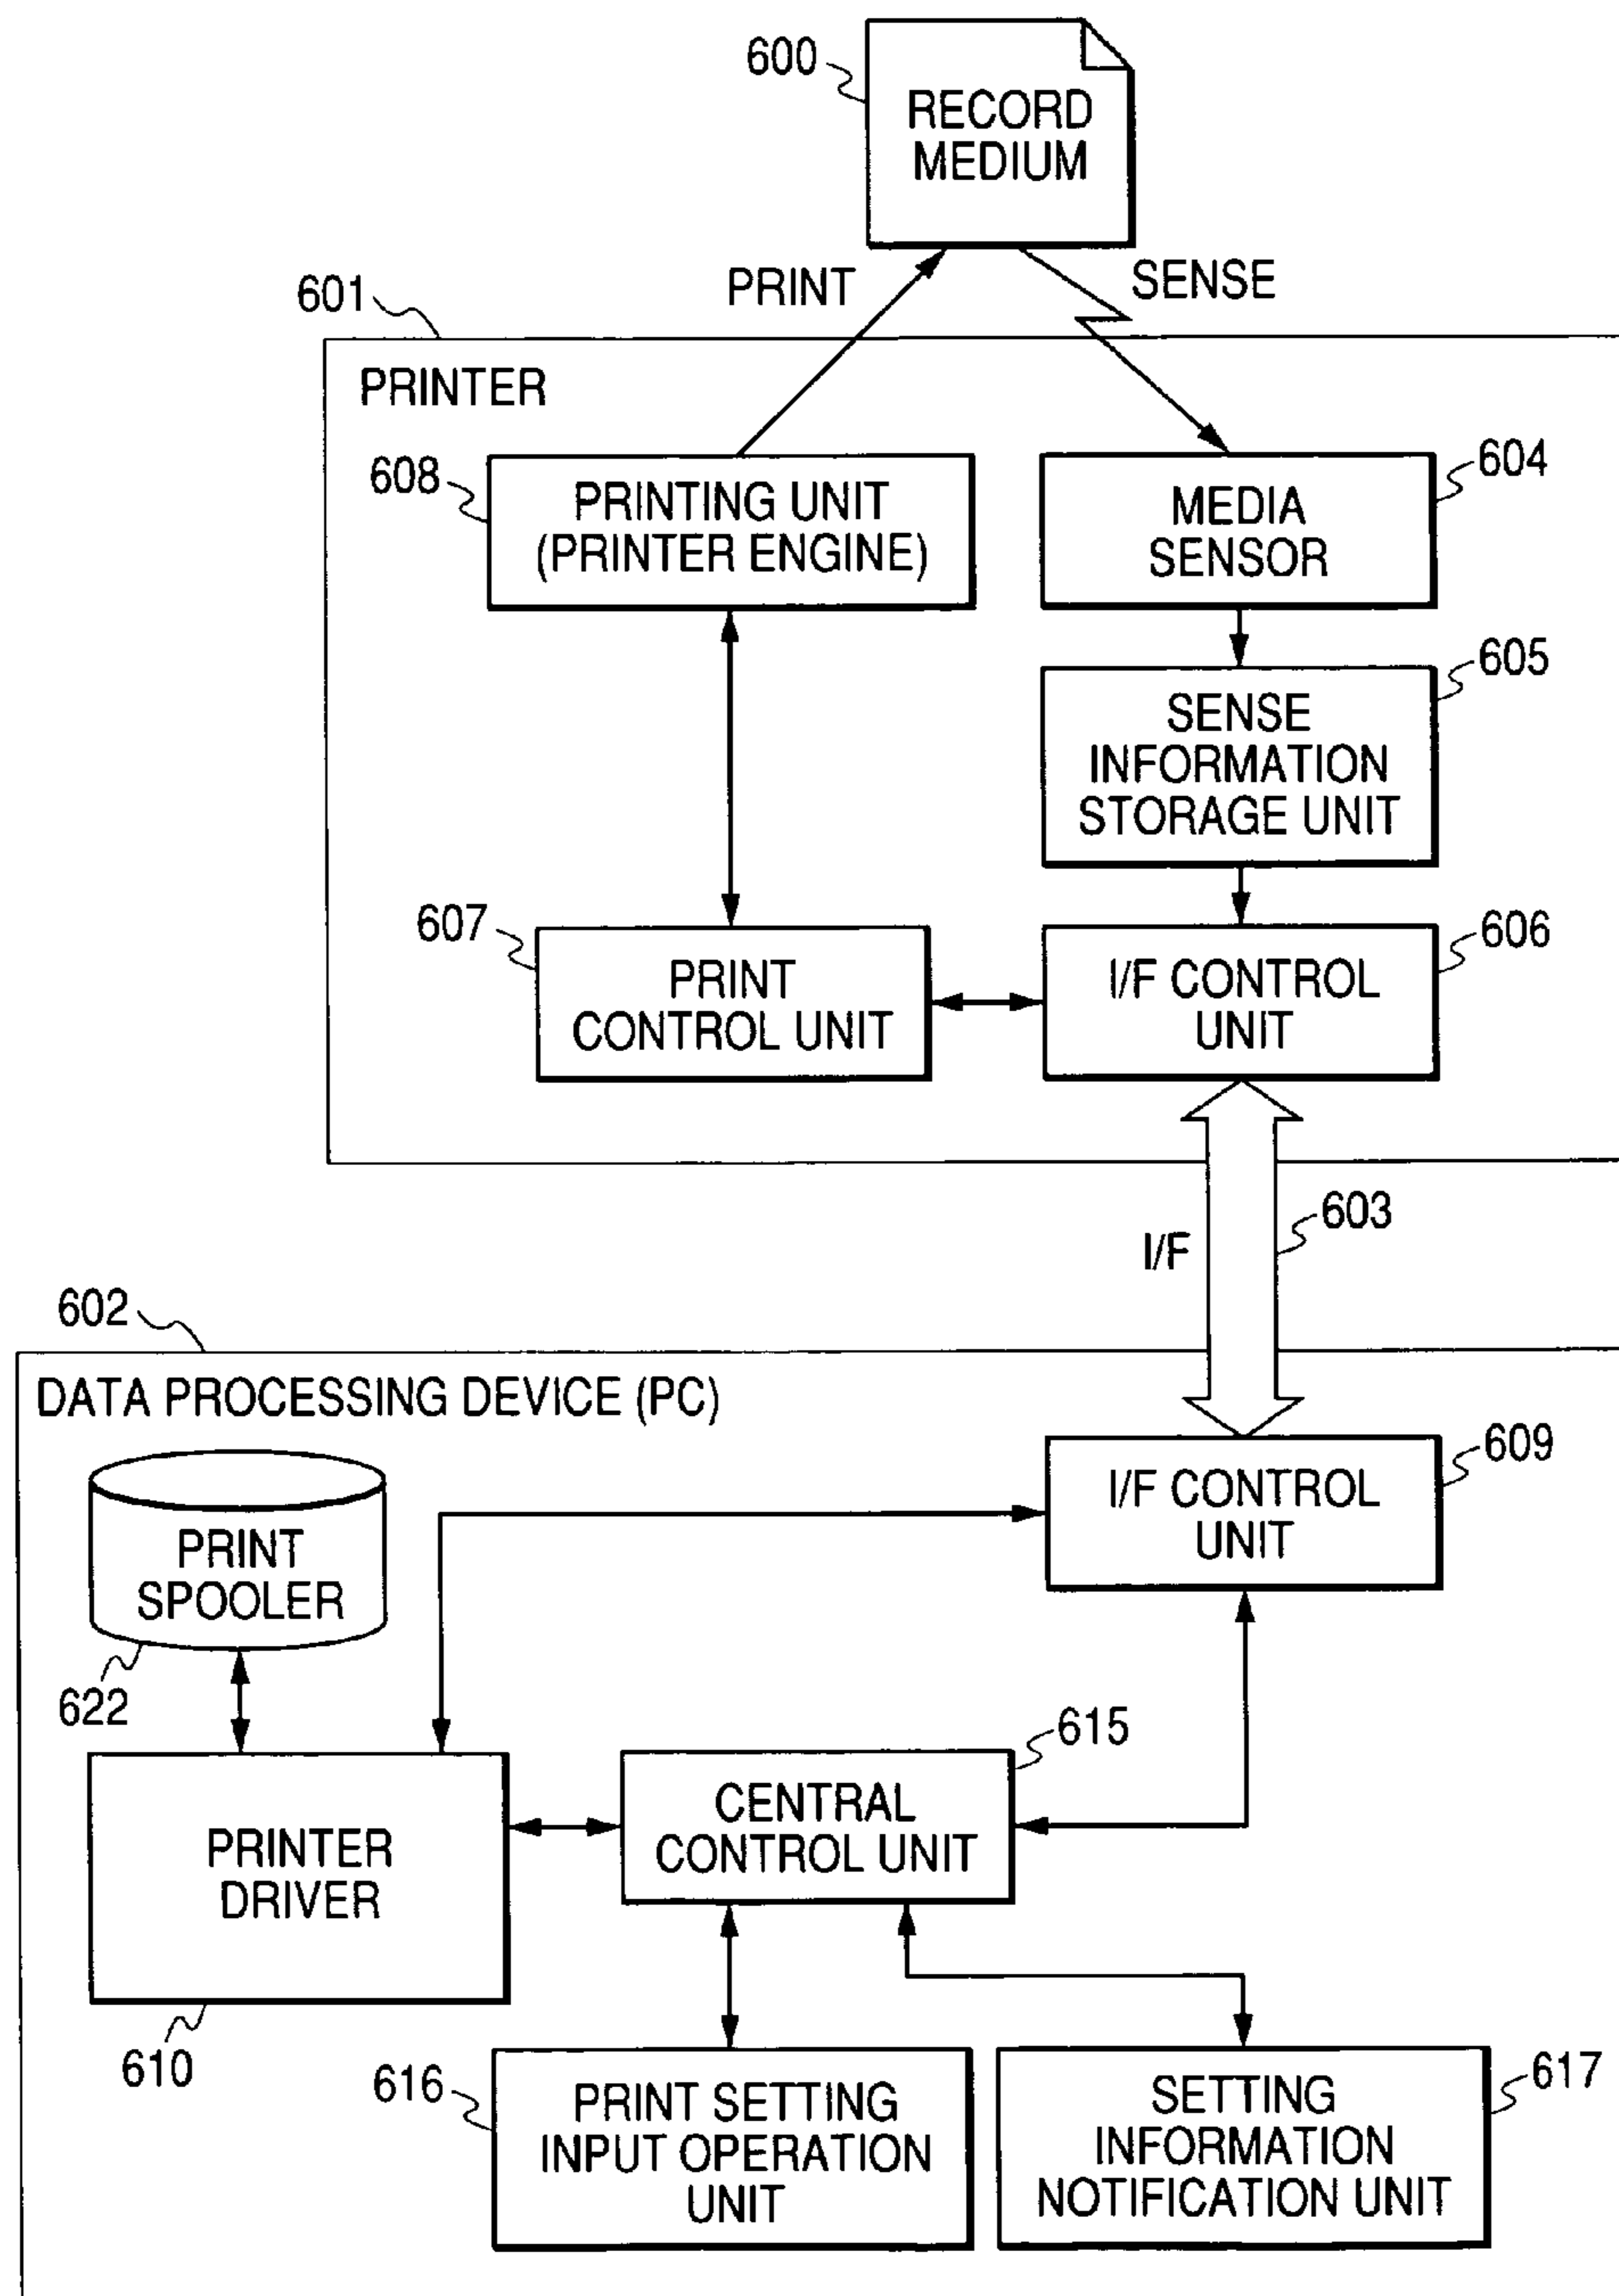 600
RECORD
MEDIUM
PRINT
SENSE
601
PRINTER
608
PRINTING UNIT
(PRINTER ENGINE)
604
MEDIA
SENSOR
605
SENSE
INFORMATION
STORAGE UNIT
607
PRINT
CONTROL UNIT
606
I/F CONTROL
UNIT
603
I/F
602
DATA PROCESSING DEVICE (PC)
609
I/F CONTROL
UNIT
PRINT
SPOOLER
622
615
CENTRAL
CONTROL UNIT
PRINTER
DRIVER
610
616
PRINT SETTING
INPUT OPERATION
UNIT
617
SETTING
INFORMATION
NOTIFICATION UNIT